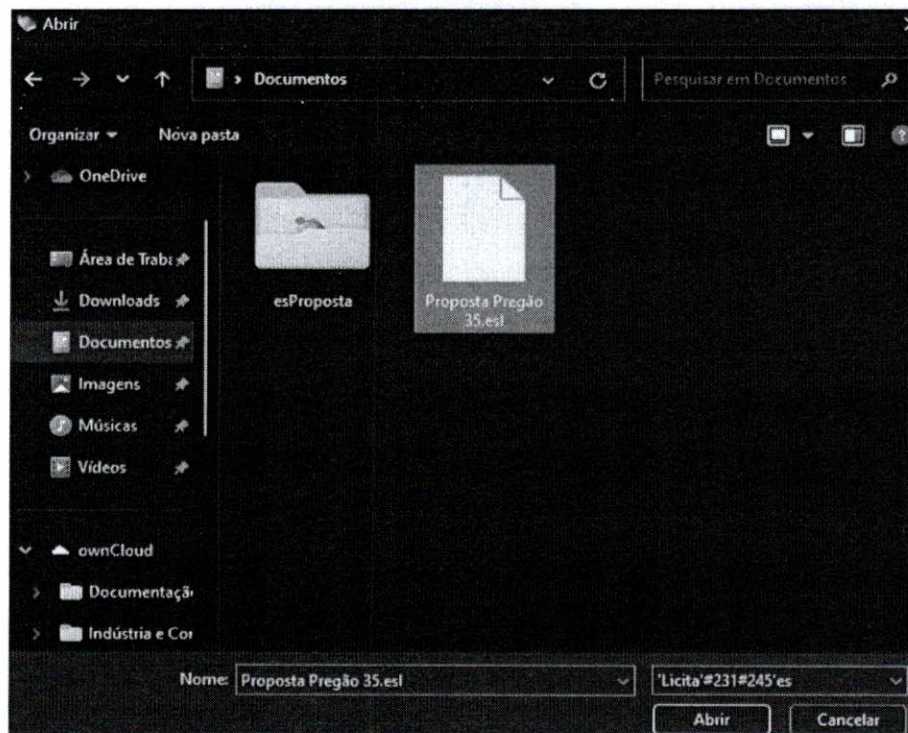 Abrir
Documentos
Pesquisar em Documentos
Organizar
Nova pasta
OneDrive
Área de Traba
Downloads
Documentos
Imagens
Músicas
Vídeos
ownCloud
Documentaçã
Indústria e Cor
esProposta
Proposta Pregão
35.esl
Nome: Proposta Pregão 35.esl
'Licita'#231#245'es
Abrir
Cancelar